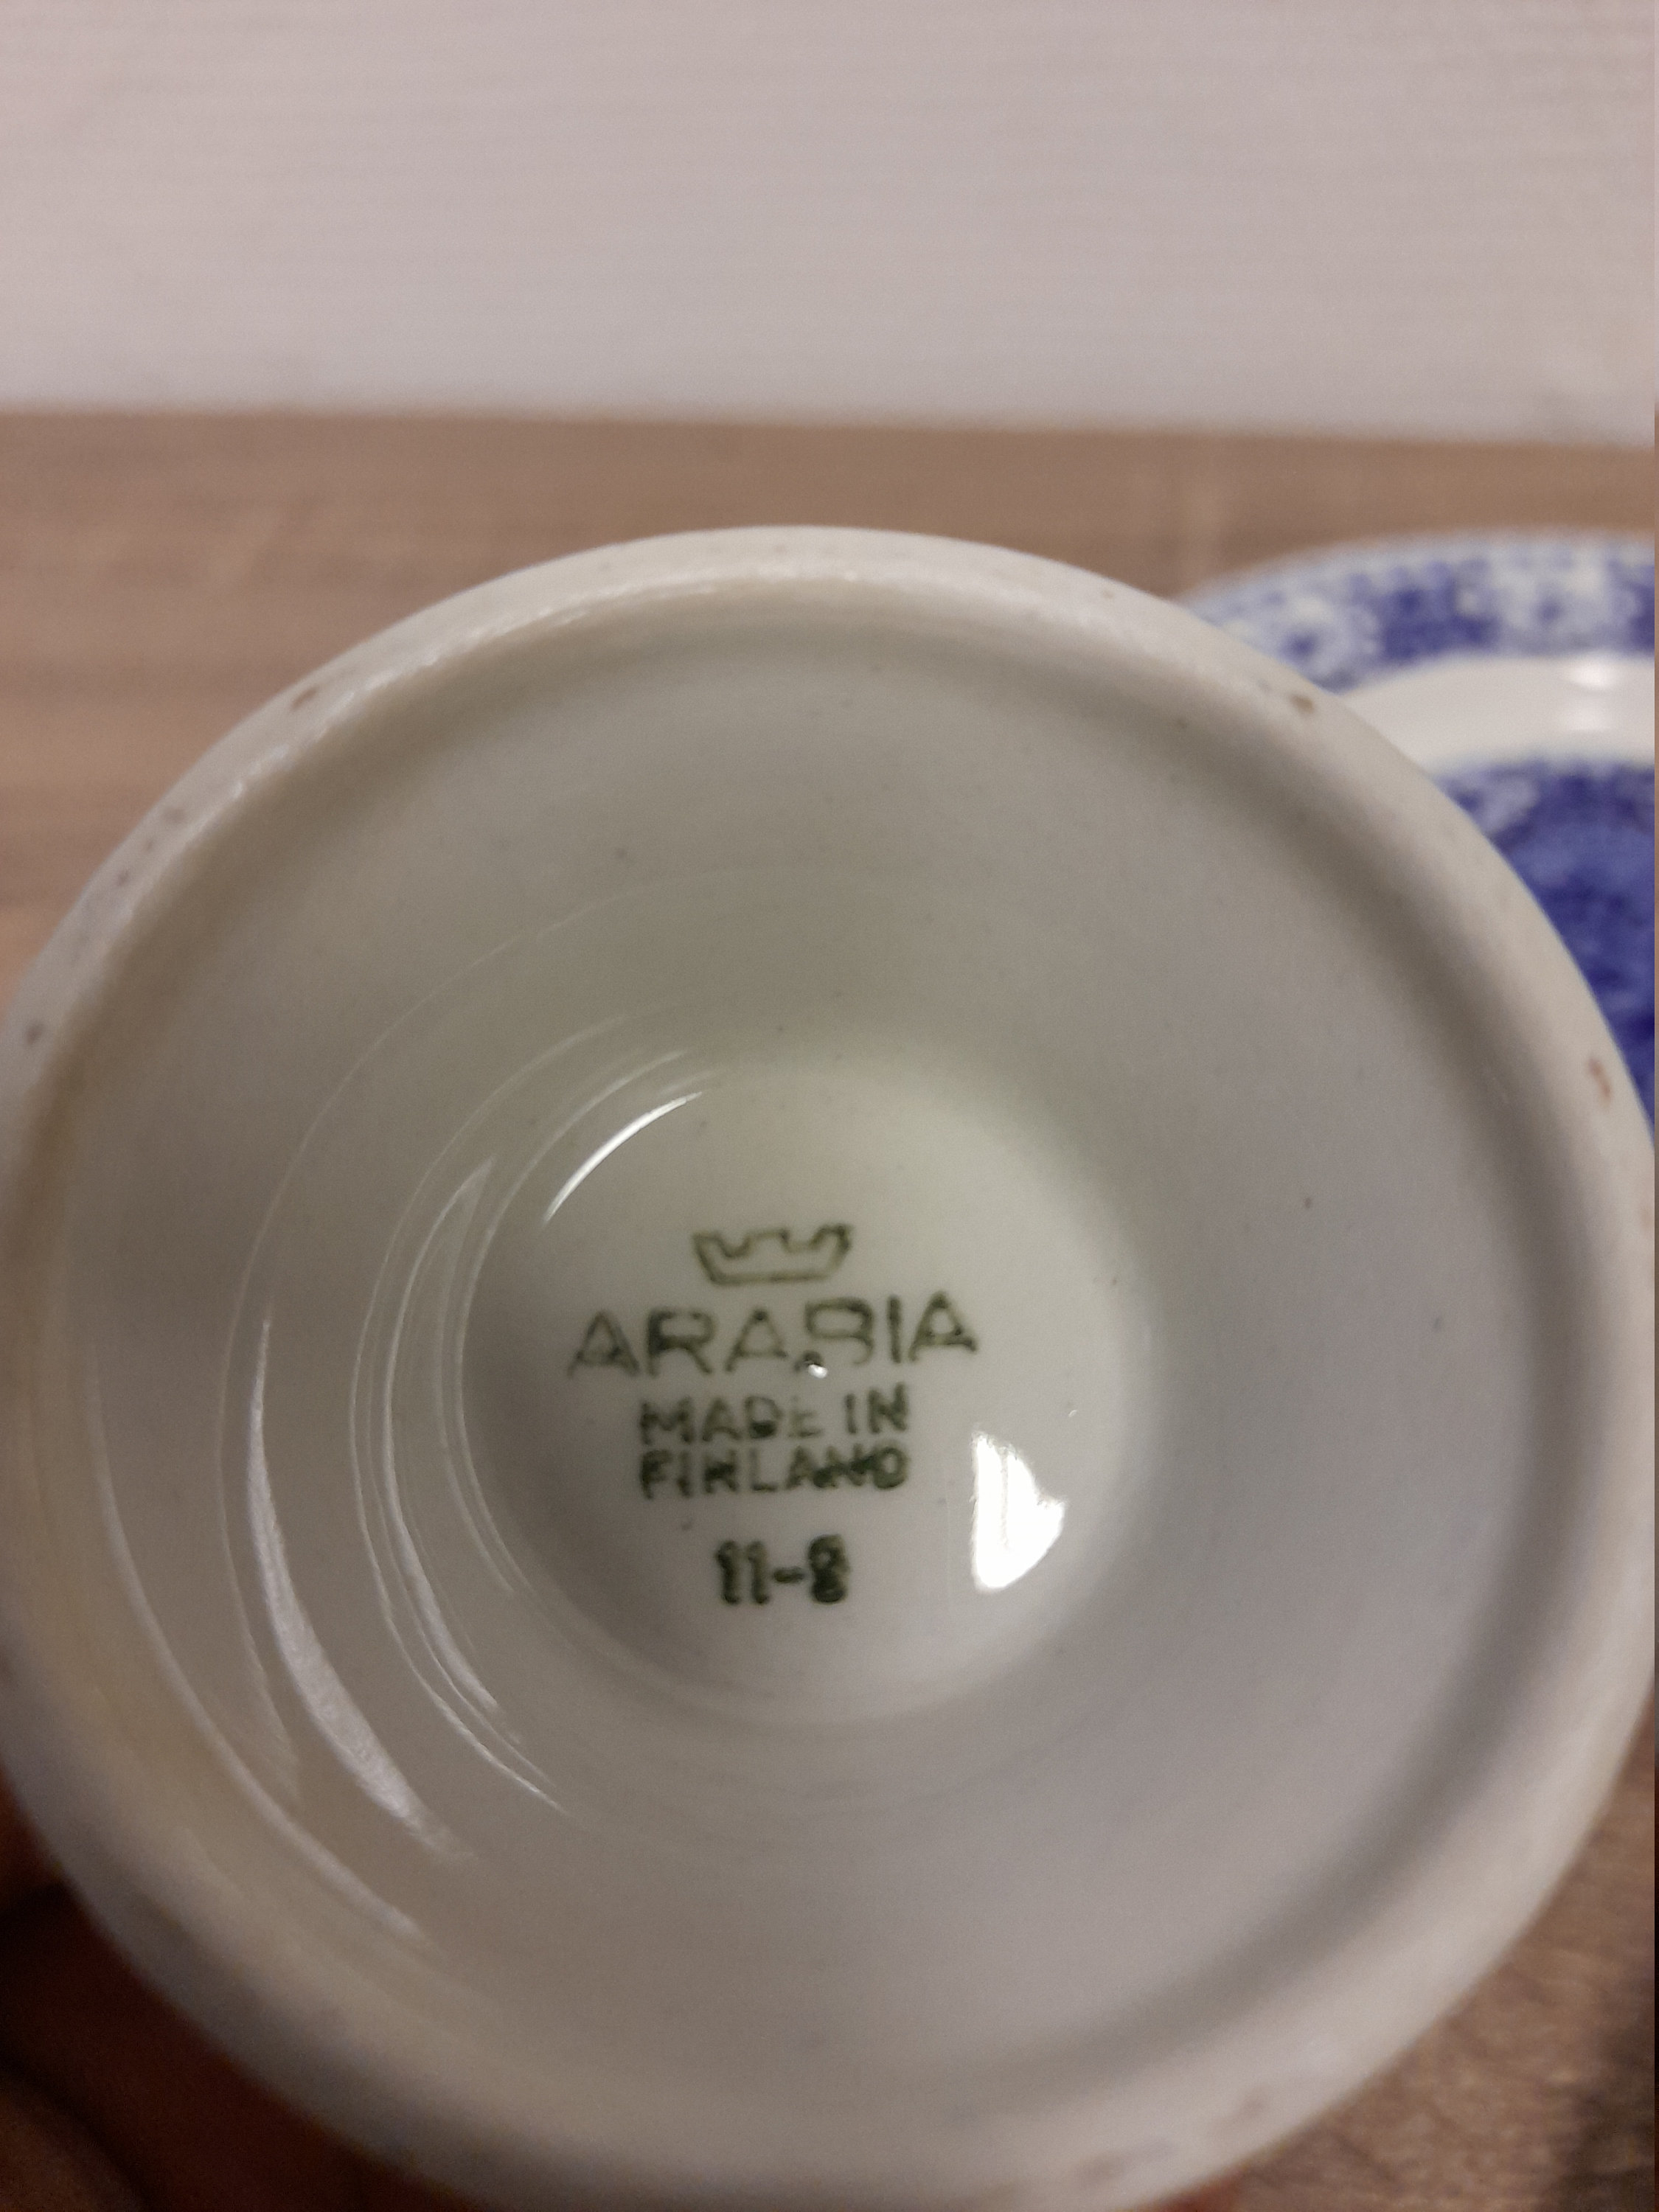 ARABIA
MADE IN
FINLAND
11-8